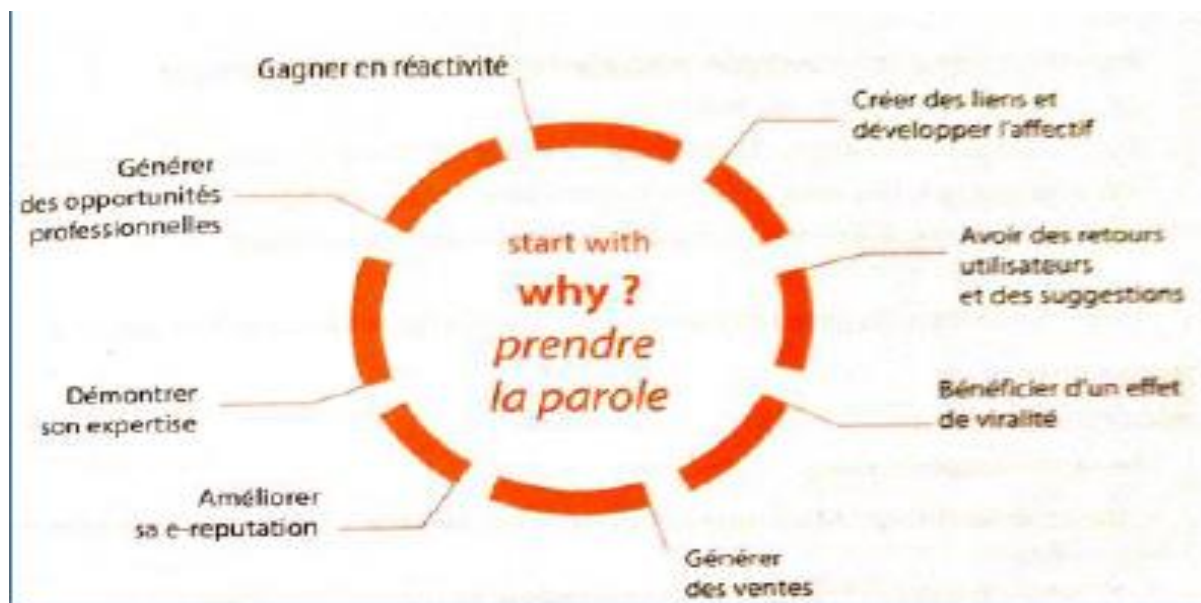 Gagner en réactivité
Créer des liens et
développer l'affectif
Avoir des retours
utilisateurs
et des suggestions
Bénéficier d'un effet
de viralité
Générer
des ventes
Améliorer
sa e-reputation
Démontrer
son expertise
Générer
des opportunités
professionnelles
start with
why ?
prendre
la parole